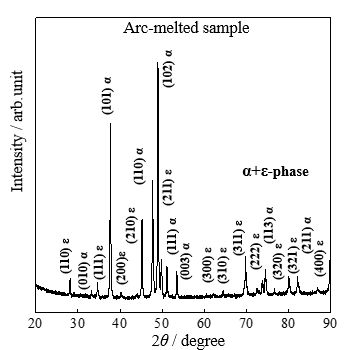 Arc-melted sample
Intensity / arb.unit
(110) ε
(010) α
(111) ε
(101) α
(200)ε
(210) ε
(110) α
(102) α
(211) ε
(111) α
(003) α
(300) ε
(310) ε
(311) ε
(222) ε
(113) α
(320) ε
(321) ε
(211) α
(400) ε
α+ε-phase
20 30 40 50 60 70 80 90
2θ / degree